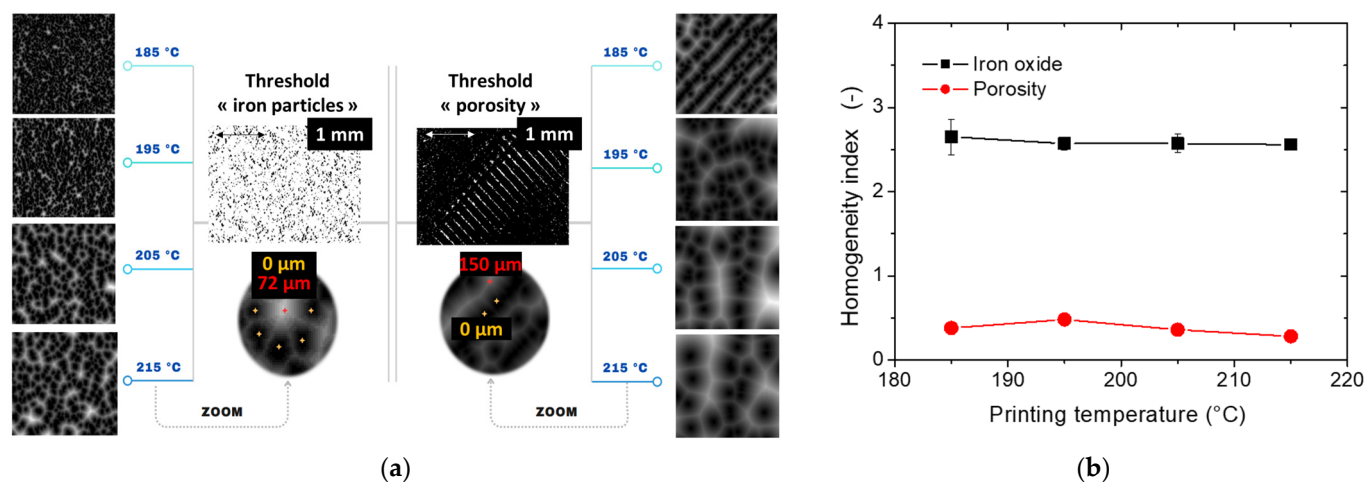 185 °C
195 °C
205 °C
215 °C
Threshold
« iron particles »
1 mm
0 µm
72 µm
ZOOM
Threshold
« porosity »
1 mm
150 µm
0 µm
ZOOM
185 °C
195 °C
205 °C
215 °C
(a)
4
3
2
1
0
Homogeneity index (-)
Iron oxide
Porosity
180
190
200
210
220
Printing temperature (°C)
(b)